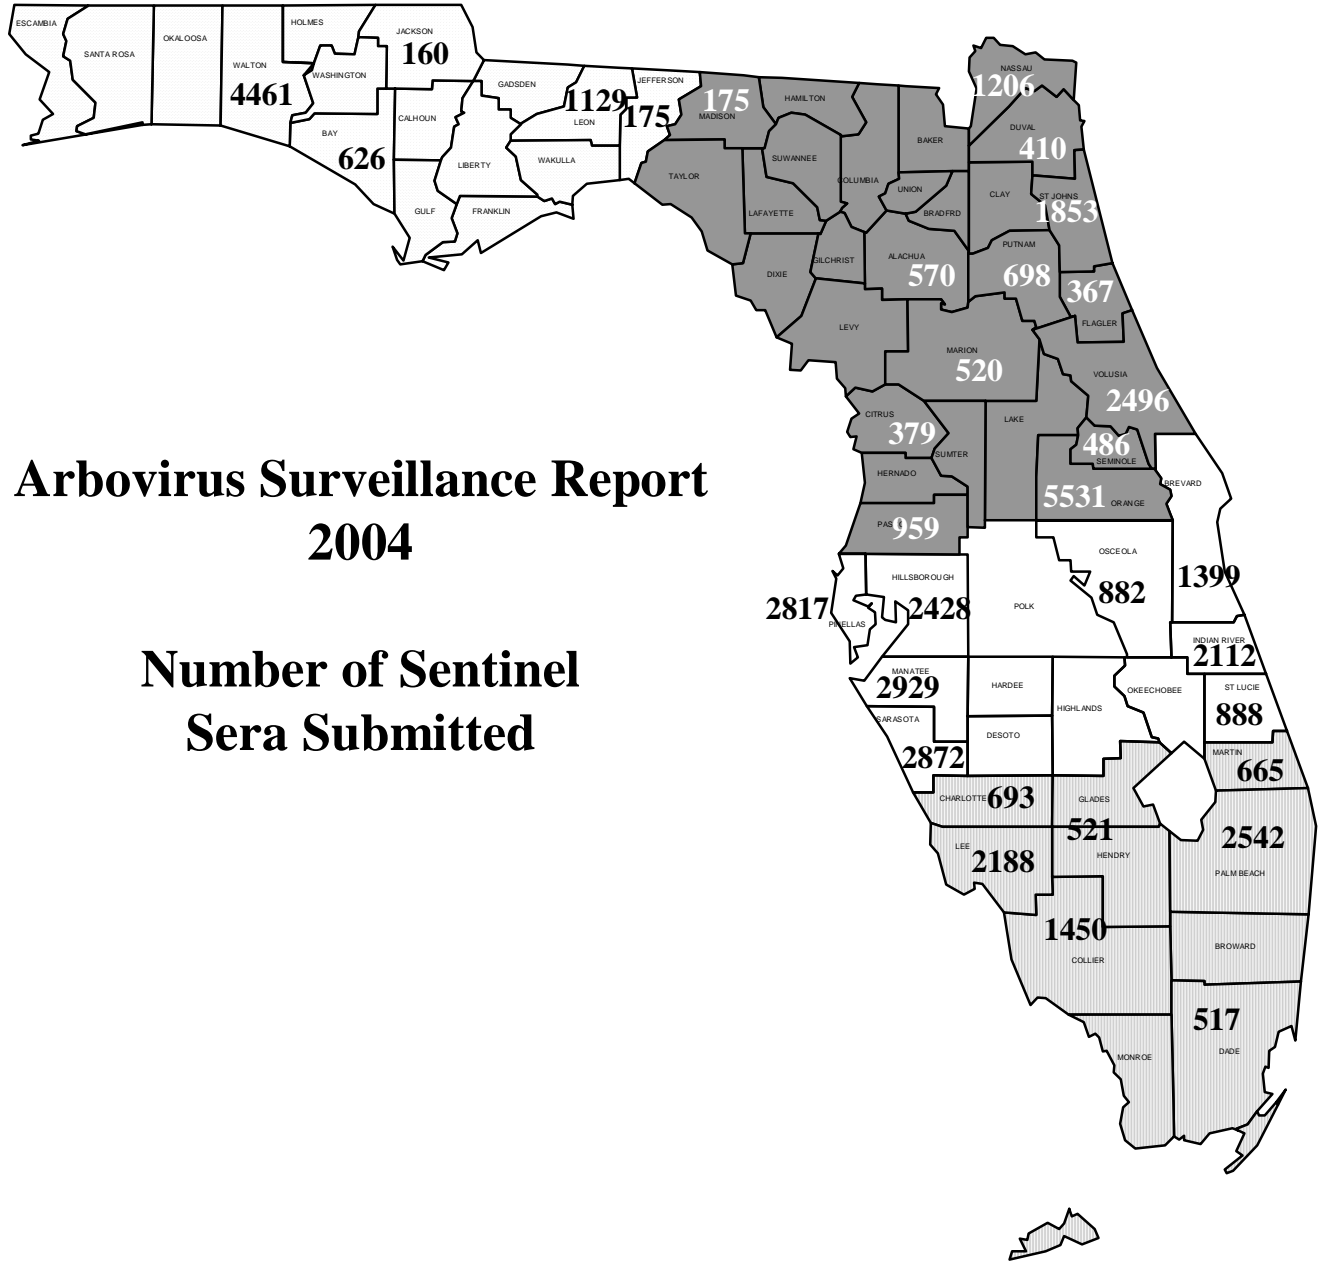 ESCAMBIA
SANTA ROSA
OKALOOSA
WALTON
4461
HOLMES
WASHINGTON
JACKSON
160
BAY
626
CALHOUN
GULF
LIBERTY
GADSDEN
FRANKLIN
1129
LEON
WAKULLA
JEFFERSON
175
175
MADISON
TAYLOR
HAMILTON
SUWANNEE
LAFAYETTE
DIXIE
COLUMBIA
GILCHRIST
BAKER
UNION
BRADFRD
ALACHUA
570
LEVY
NASSAU
1206
DUVAL
410
CLAY
ST JOHNS
1853
PUTNAM
698
367
FLAGLER
MARION
520
VOLUSIA
2496
CITRUS
379
SUMTER
LAKE
486
SEMINOLE
HERNADO
5531 ORANGE
959
BREVARD
1399
Arbovirus Surveillance Report
2004
Number of Sentinel
Sera Submitted
2817
PINELLAS
HILLSBOROUGH
2428
POLK
OSCEOLA
882
INDIAN RIVER
2112
MANATEE
2929
HARDEE
HIGHLANDS
OKEECHOBEE
ST LUCIE
888
SARASOTA
2872
DESOTO
MARTIN
665
CHARLOTTE 693
GLADES
521
HENDRY
LEE
2188
2542
PALM BEACH
1450
COLLIER
BROWARD
517
DADE
MONROE